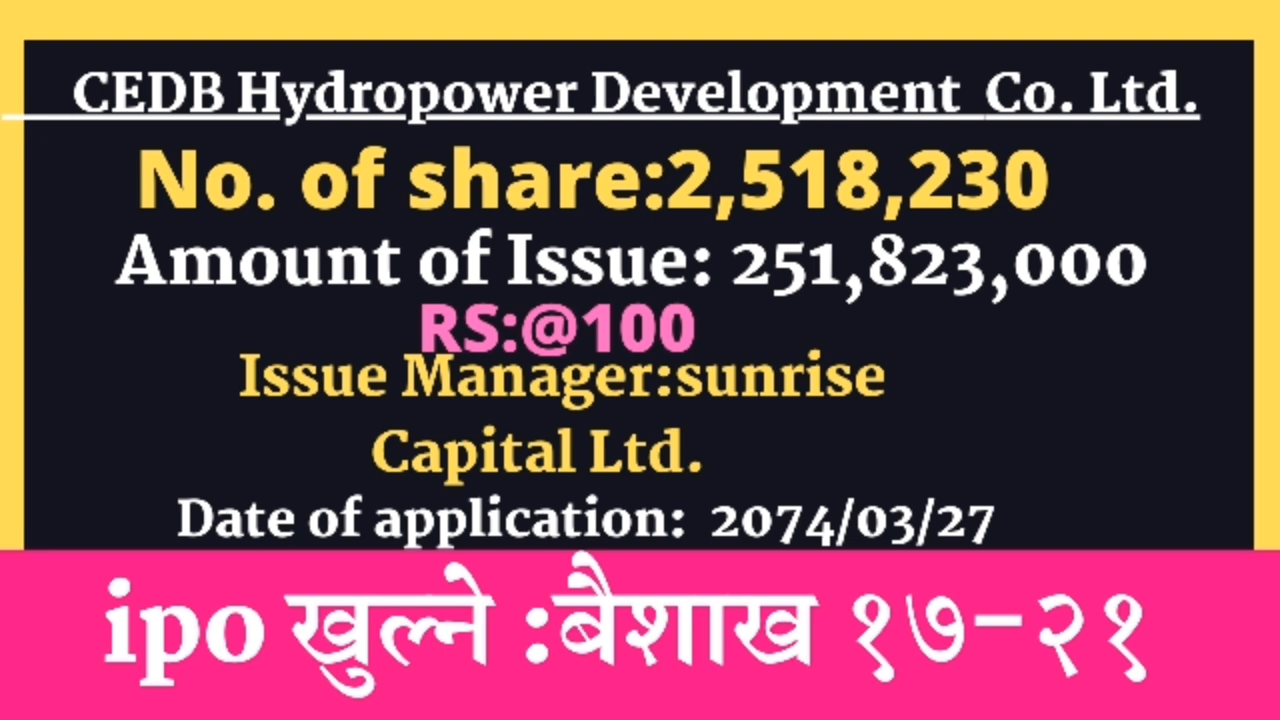 CEDB Hydropower Development Co. Ltd.
No. of share:2,518,230
Amount of Issue: 251,823,000
RS:@100
Issue Manager:sunrise
Capital Ltd.
Date of application: 2074/03/27
ipo खुल्ने :बैशाख १७-२१